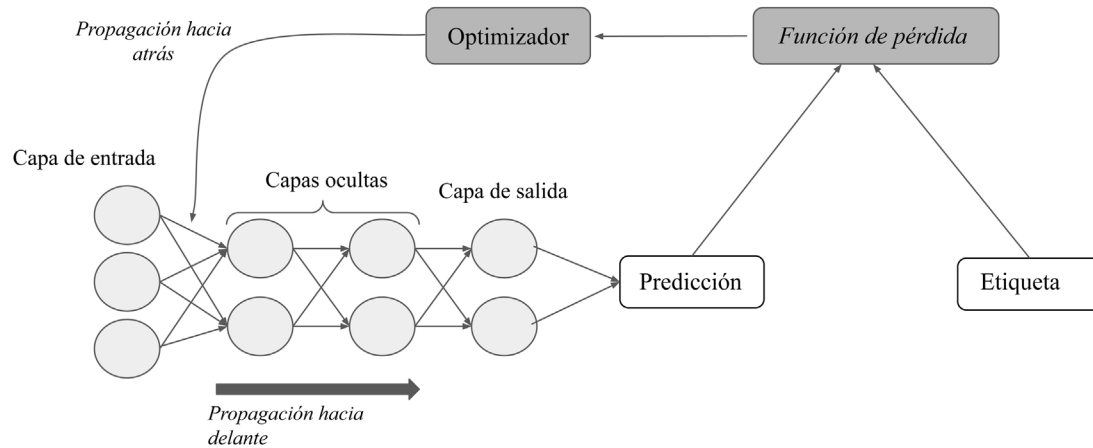 Propagación hacia
atrás
Optimizador
Función de pérdida
Capa de entrada
Capas ocultas
Capa de salida
Predicción
Etiqueta
Propagación hacia
delante